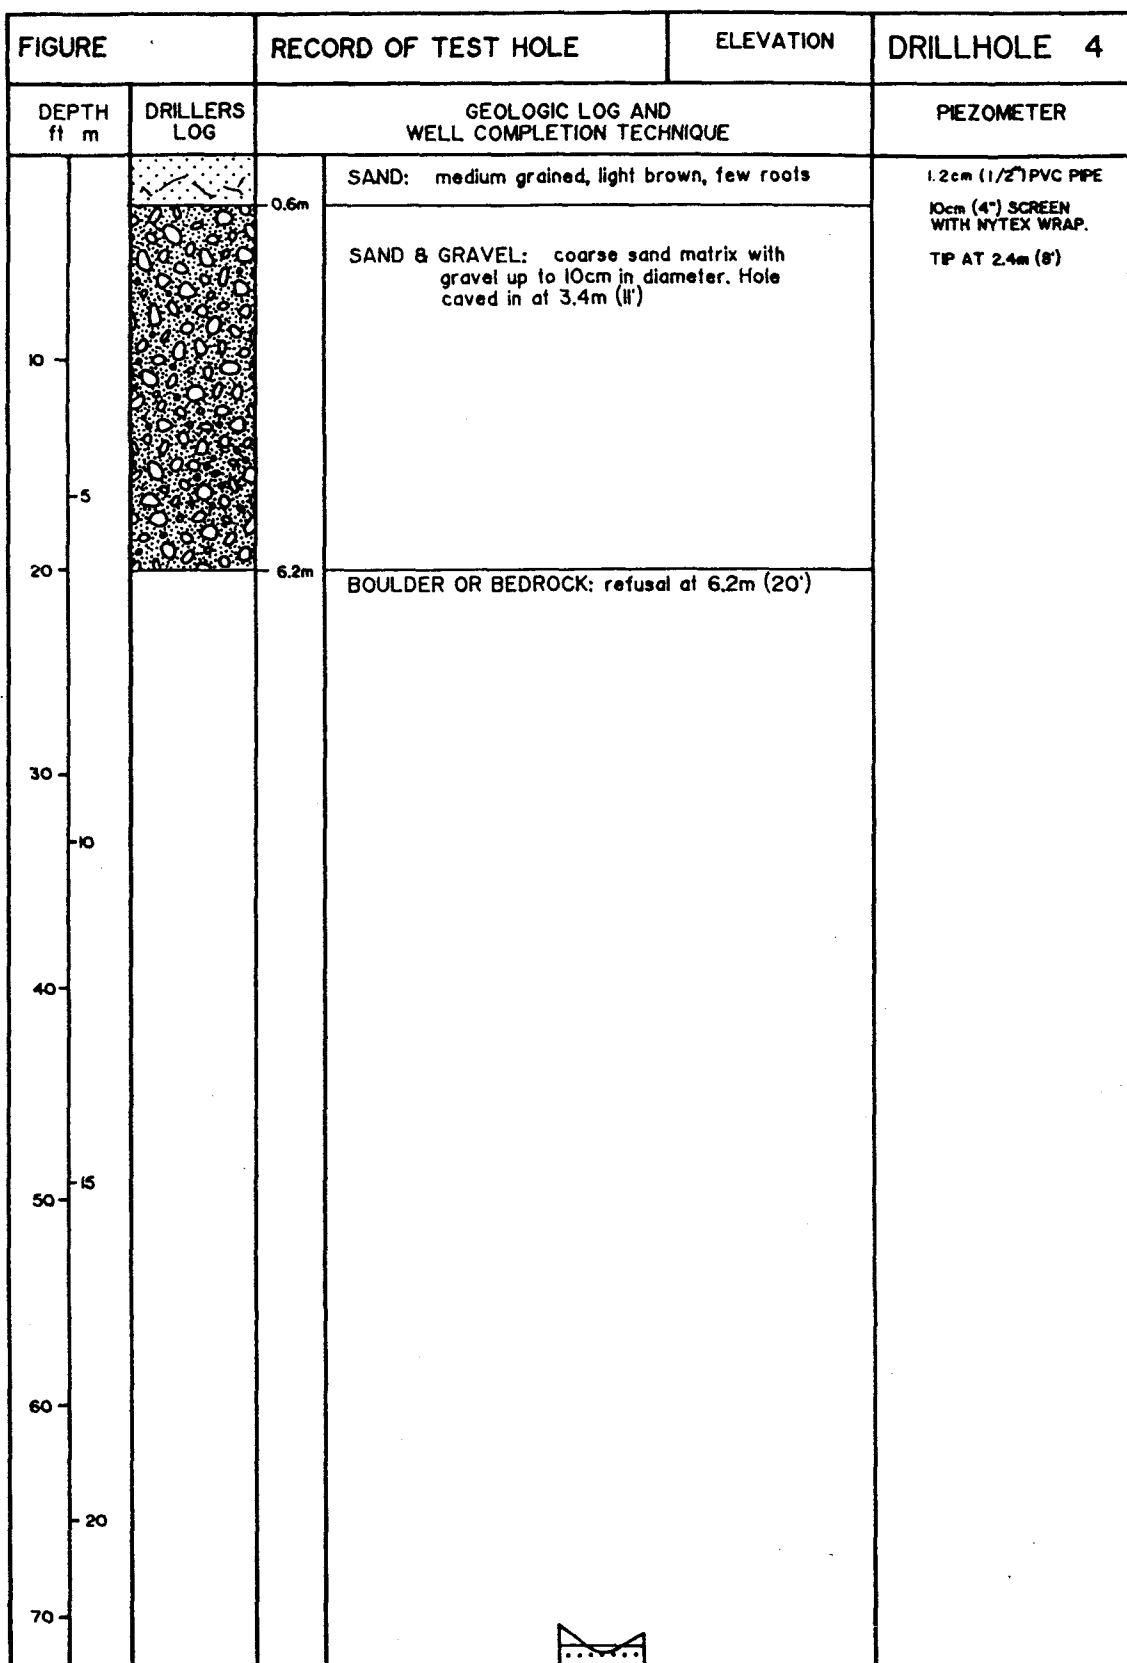 FIGURE
RECORD OF TEST HOLE
ELEVATION
DRILLHOLE 4
DEPTH
ft m
DRILLERS
LOG
GEOLOGIC LOG AND
WELL COMPLETION TECHNIQUE
PIEZOMETER
SAND: medium grained, light brown, few roots
0.6m
SAND & GRAVEL: coarse sand matrix with
gravel up to 10cm in diameter. Hole
caved in at 3.4m (11')
1.2cm (1/2") PVC PIPE
10cm (4") SCREEN
WITH NYTEX WRAP.
TIP AT 2.4m (8')
10
5
20
6.2m
BOULDER OR BEDROCK: refusal at 6.2m (20')
30
10
40
15
50
60
20
70